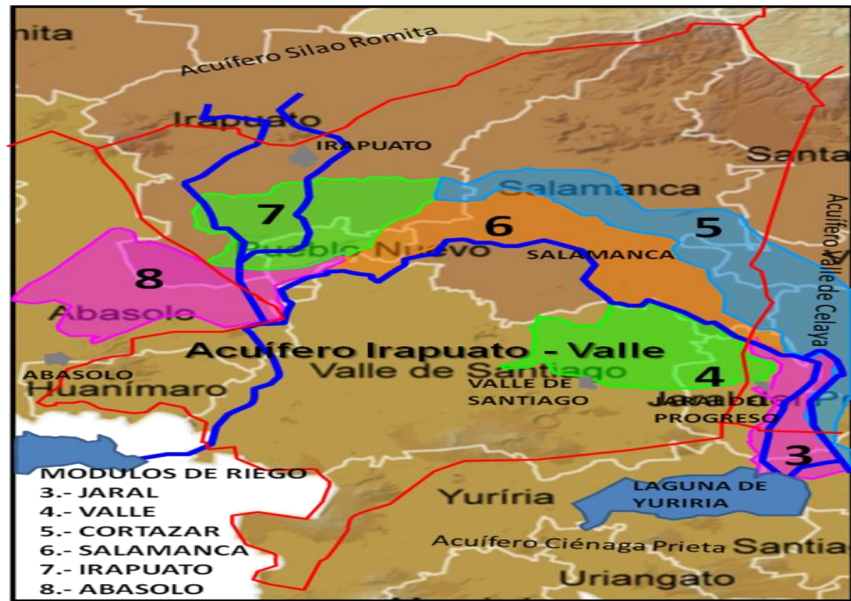 mita
Acuífero Silao Romita
omita
Irapuato
IRAPUATO
Santa
Salamanca
7
6
5
Pueblo Nuevo
SALAMANCA
Acuífero Valle de Celaya
8
Abasolo
Acuífero Irapuato - Valle
ABASOLO
Valle de Santiago
4
Huanímaro
VALLE DE
SANTIAGO
JARAL DEL
PROGRESO
3
MODULOS DE RIEGO
3.- JARAL
4.- VALLE
5.- CORTAZAR
6.- SALAMANCA
7.- IRAPUATO
8.- ABASOLO
Yuríria
LAGUNA DE
YURIRIA
Acuífero Ciénaga Prieta
Santia
Uriangato